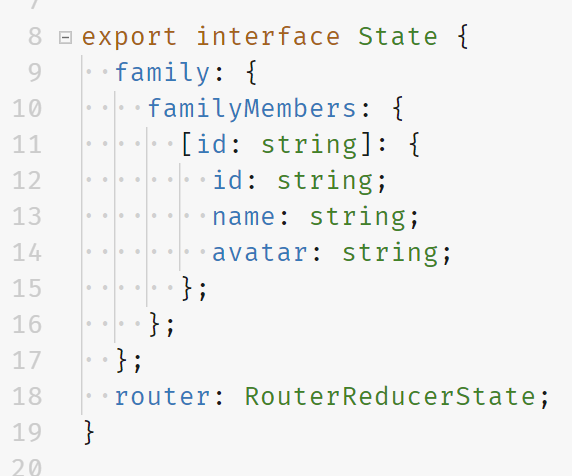 7
8 export interface State {
9 family: {
10 familyMembers: {
11 [id: string]: {
12 id: string;
13 name: string;
14 avatar: string;
15 };
16 };
17 };
18 router: RouterReducerState;
19 }
20